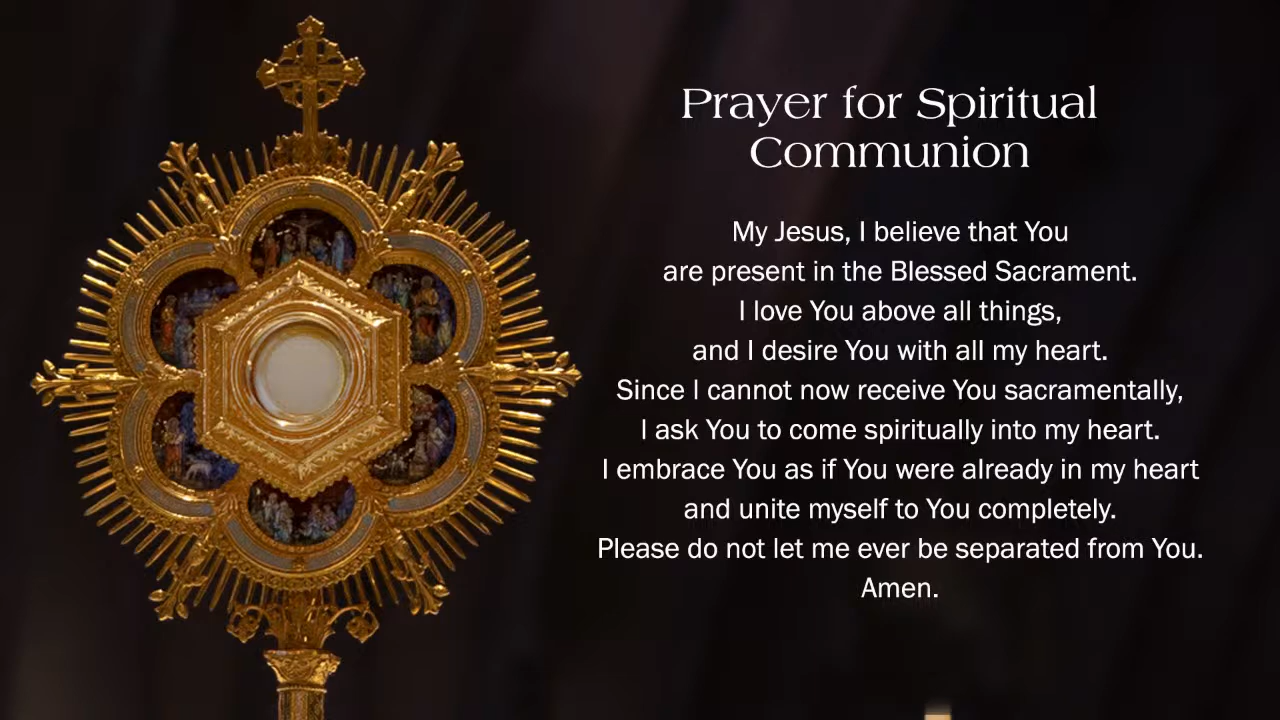 Prayer for Spiritual
Communion
My Jesus, I believe that You
are present in the Blessed Sacrament.
I love You above all things,
and I desire You with all my heart.
Since I cannot now receive You sacramentally,
I ask You to come spiritually into my heart.
I embrace You as if You were already in my heart
and unite myself to You completely.
Please do not let me ever be separated from You.
Amen.